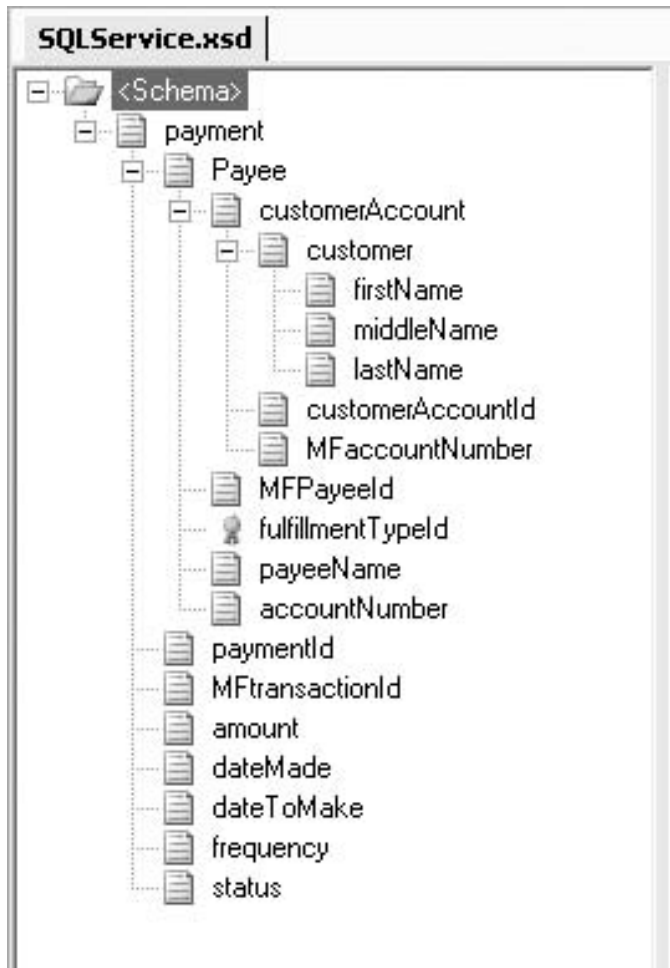 SQLService.xsd
<Schema>
payment
Payee
customerAccount
customer
firstName
middleName
lastName
customerAccountId
MFaccountNumber
MFPayeeId
fulfillmentTypeId
payeeName
accountNumber
paymentId
MFtransactionId
amount
dateMade
dateToMake
frequency
status